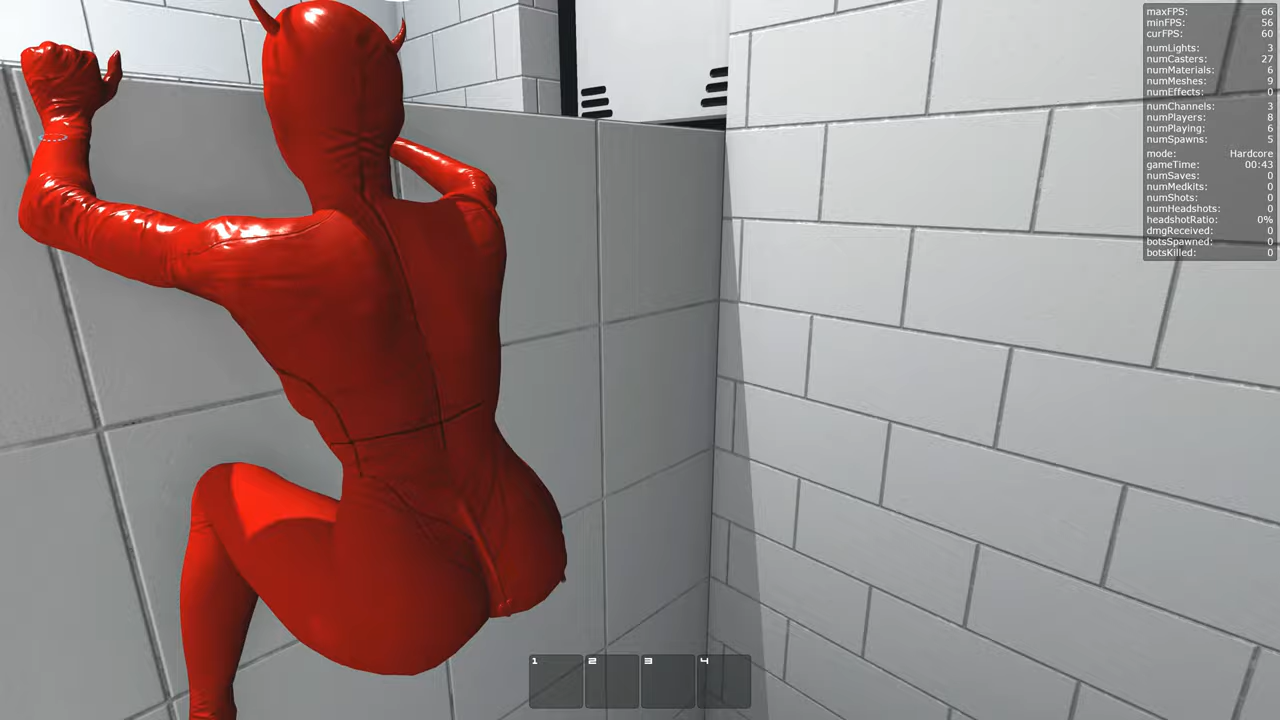 maxFPS: 66
minFPS: 56
curFPS: 60
numLights: 3
numCasters: 27
numMaterials: 6
numMeshes: 9
numEffects: 0
numChannels: 3
numPlayers: 8
numPlaying: 6
numSpawns: 5
mode: Hardcore
gameTime: 00:43
numSaves: 0
numMedkits: 0
numShots: 0
numHeadshots: 0
headshotRatio: 0%
dmgReceived: 0
botsSpawned: 0
botsKilled: 0
1 2 3 4